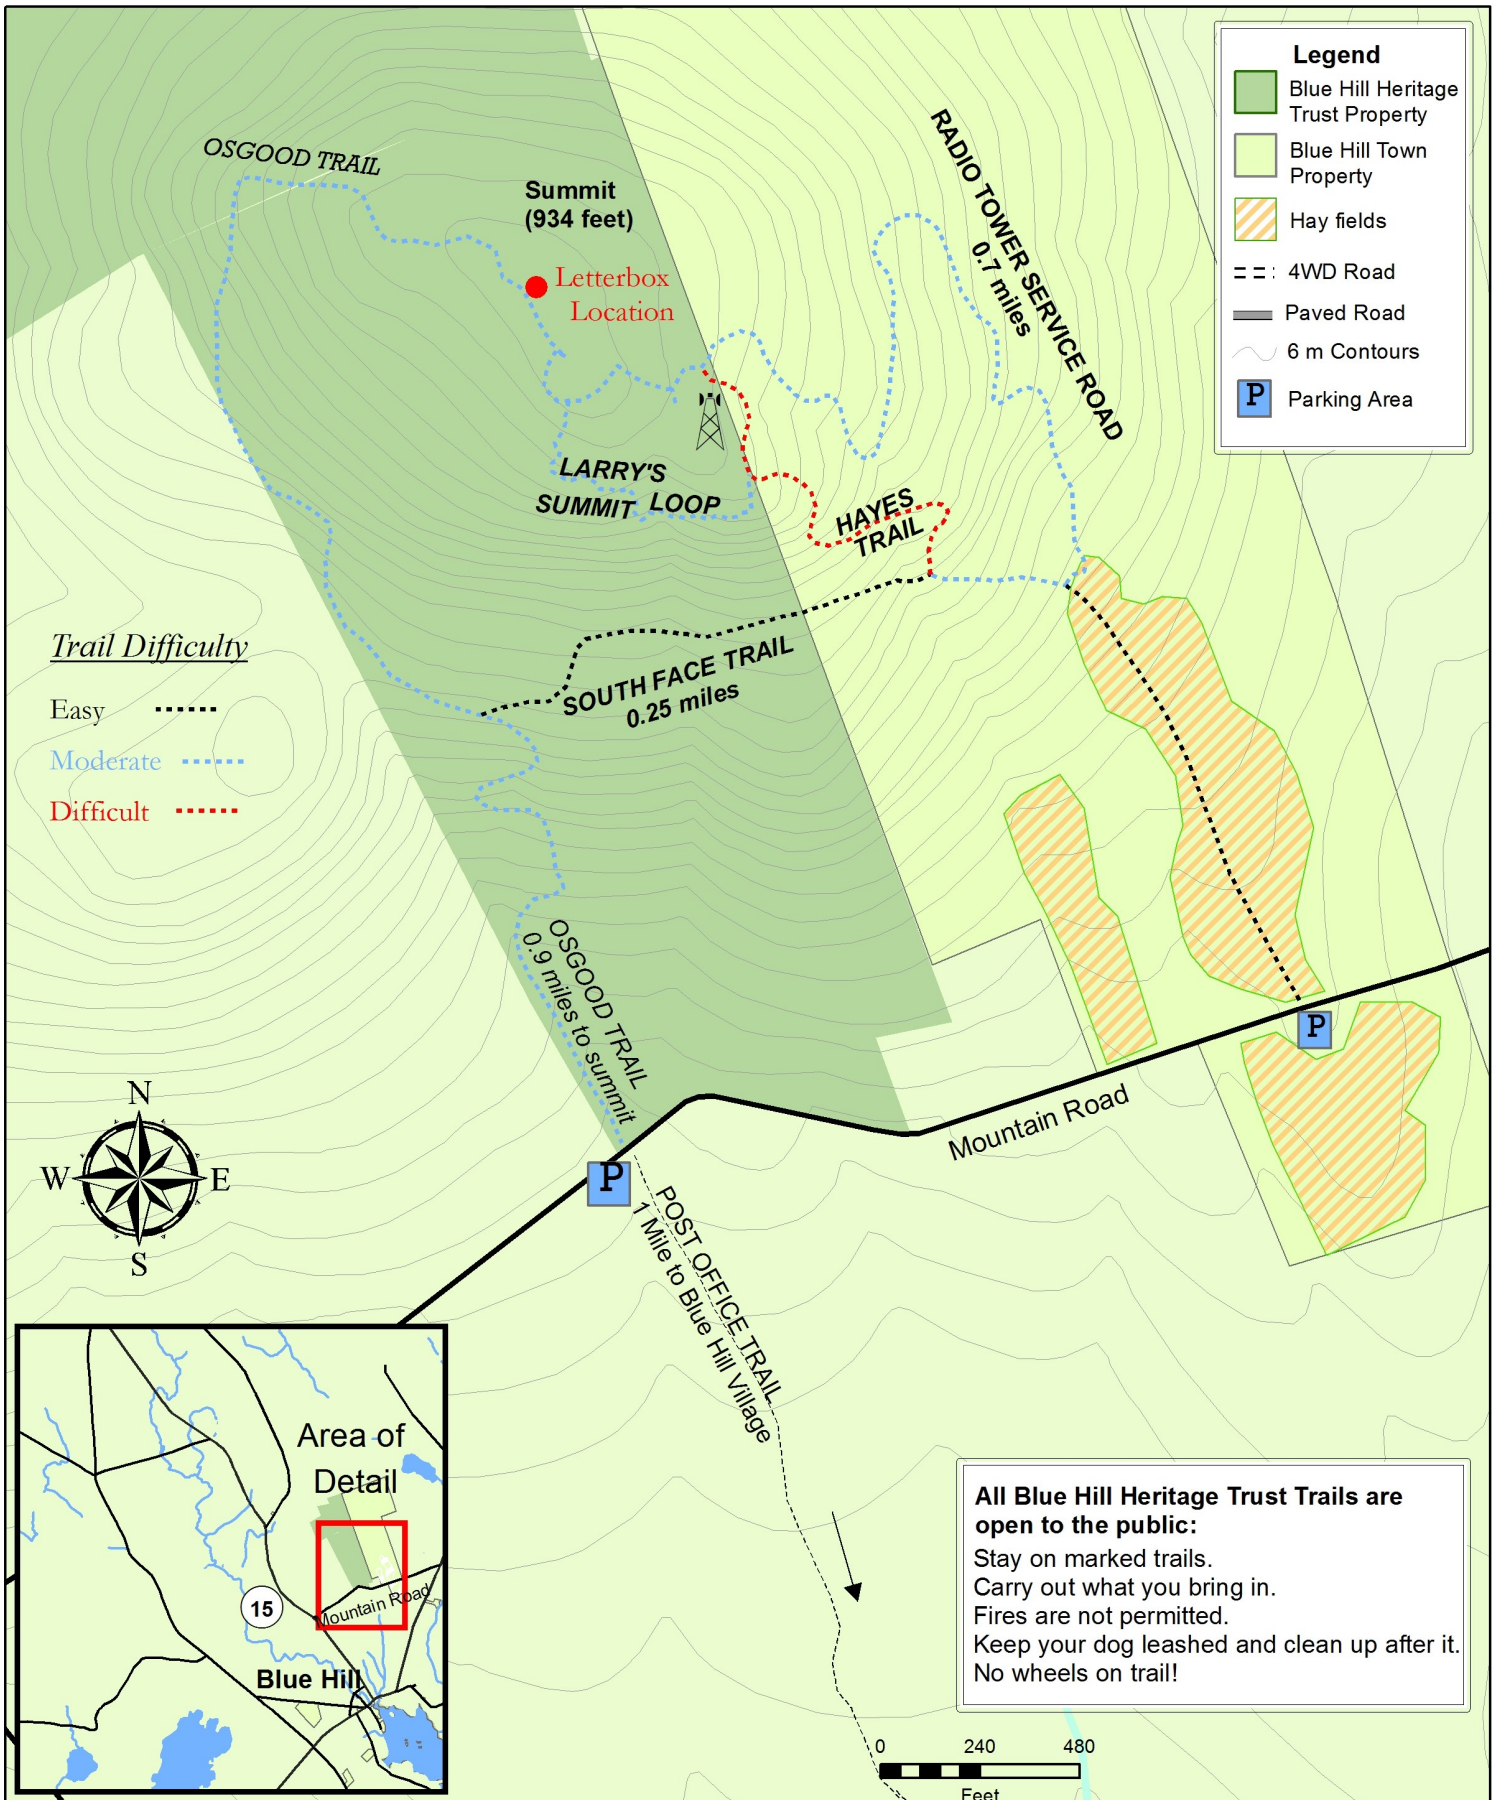 Legend
Blue Hill Heritage
Trust Property
Blue Hill Town
Property
Hay fields
4WD Road
Paved Road
6 m Contours
P
Parking Area
OSGOOD TRAIL
Summit
(934 feet)
Letterbox
Location
RADIO TOWER SERVICE ROAD
0.7 miles
LARRY'S
SUMMIT LOOP
HAYES
TRAIL
SOUTH FACE TRAIL
0.25 miles
Trail Difficulty
Easy
Moderate
Difficult
OSGOOD TRAIL
0.9 miles to summit
P
Mountain Road
P
N
W
E
S
POST OFFICE TRAIL
1 Mile to Blue Hill Village
Area of
Detail
15
Mountain Road
Blue Hill
All Blue Hill Heritage Trust Trails are
open to the public:
Stay on marked trails.
Carry out what you bring in.
Fires are not permitted.
Keep your dog leashed and clean up after it.
No wheels on trail!
0 240 480
Feet